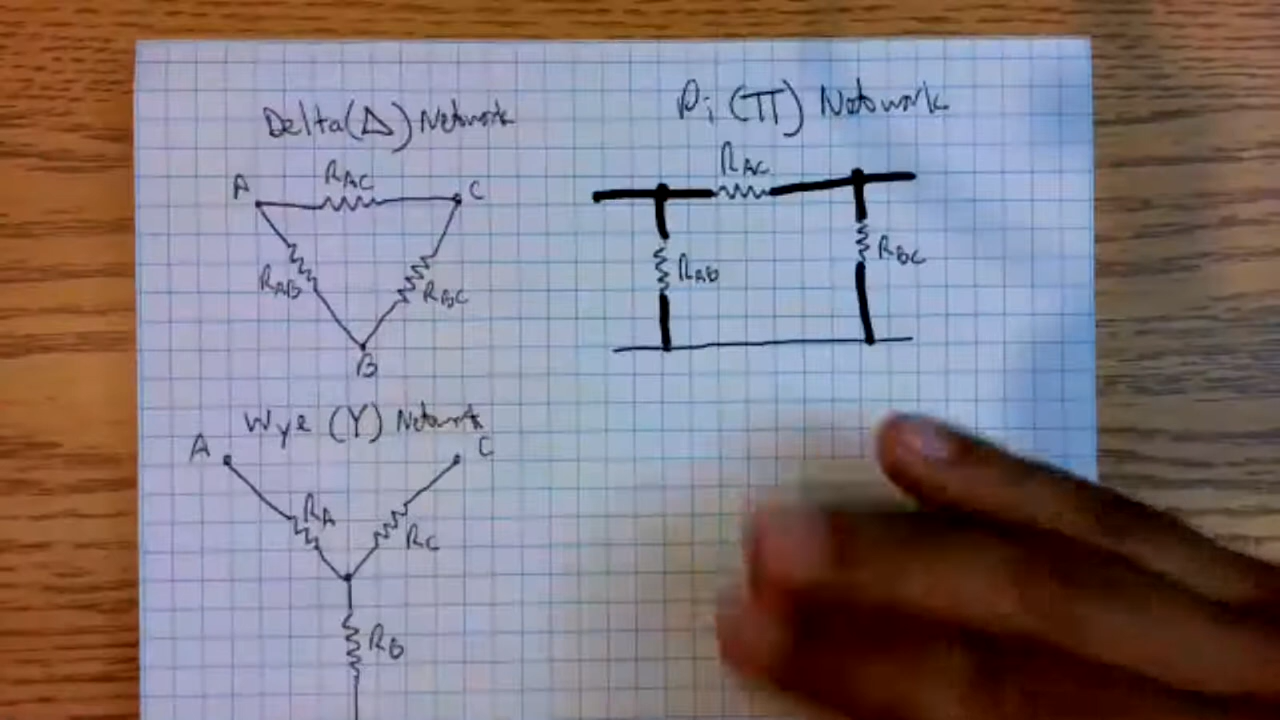 Delta(Δ) Network
A
RAC
C
RAB
RBC
B
Pi (π) Network
RAC
RAB
RBC
Wye (Y) Network
A
C
RA
RC
RB